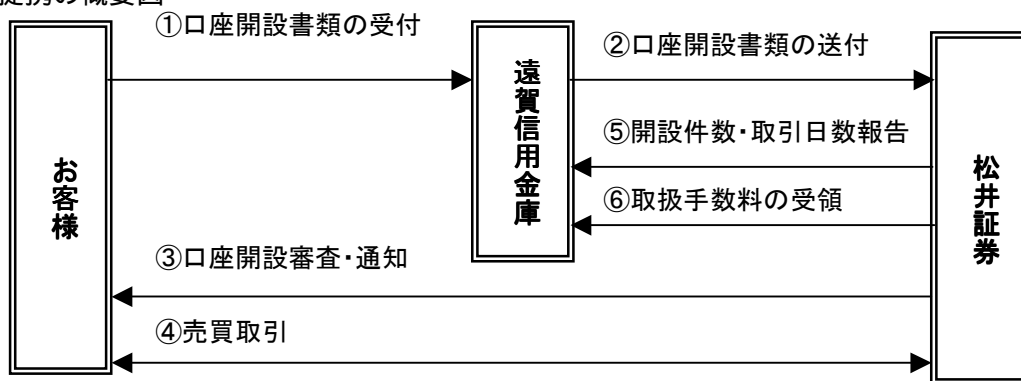 提携の概要図
①口座開設書類の受付
②口座開設書類の送付
遠賀信用金庫
⑤開設件数・取引日数報告
お客様
松井証券
⑥取扱手数料の受領
③口座開設審査・通知
④売買取引